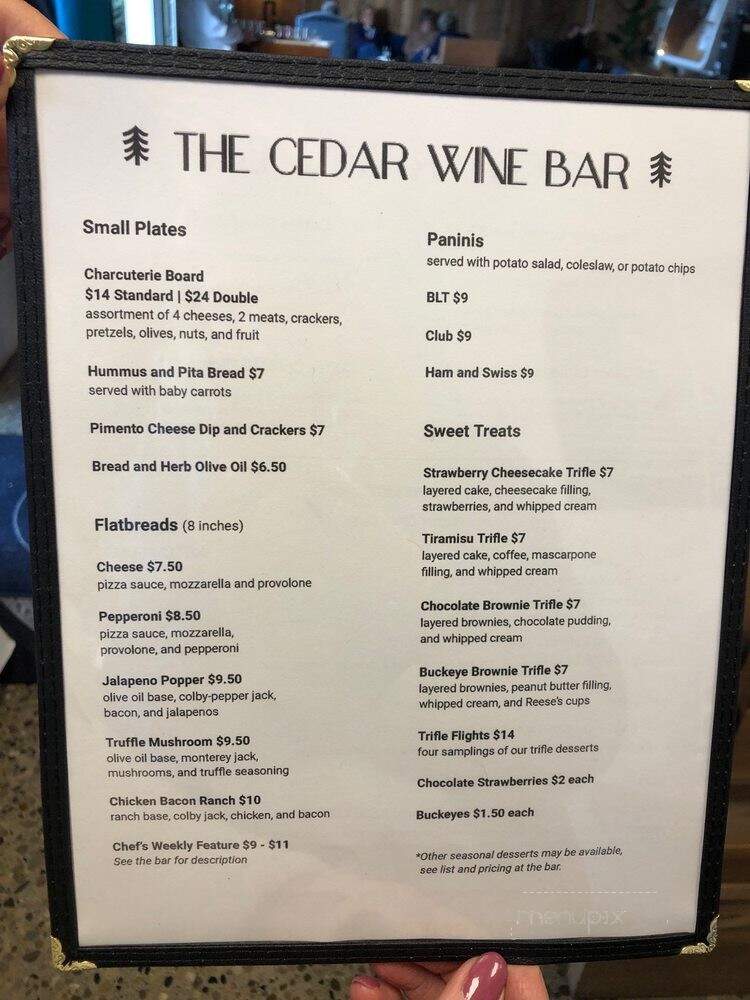 THE CEDAR WINE BAR
Small Plates
Charcuterie Board
$14 Standard | $24 Double
assortment of 4 cheeses, 2 meats, crackers,
pretzels, olives, nuts, and fruit
Hummus and Pita Bread $7
served with baby carrots
Pimento Cheese Dip and Crackers $7
Bread and Herb Olive Oil $6.50
Flatbreads (8 inches)
Cheese $7.50
pizza sauce, mozzarella and provolone
Pepperoni $8.50
pizza sauce, mozzarella,
provolone, and pepperoni
Jalapeno Popper $9.50
olive oil base, colby-pepper jack,
bacon, and jalapenos
Truffle Mushroom $9.50
olive oil base, monterey jack,
mushrooms, and truffle seasoning
Chicken Bacon Ranch $10
ranch base, colby jack, chicken, and bacon
Chef's Weekly Feature $9 - $11
See the bar for description
Paninis
served with potato salad, coleslaw, or potato chips
BLT $9
Club $9
Ham and Swiss $9
Sweet Treats
Strawberry Cheesecake Trifle $7
layered cake, cheesecake filling,
strawberries, and whipped cream
Tiramisu Trifle $7
layered cake, coffee, mascarpone
filling, and whipped cream
Chocolate Brownie Trifle $7
layered brownies, chocolate pudding,
and whipped cream
Buckeye Brownie Trifle $7
layered brownies, peanut butter filling,
whipped cream, and Reese's cups
Trifle Flights $14
four samplings of our trifle desserts
Chocolate Strawberries $2 each
Buckeyes $1.50 each
*Other seasonal desserts may be available,
see list and pricing at the bar.
menupix